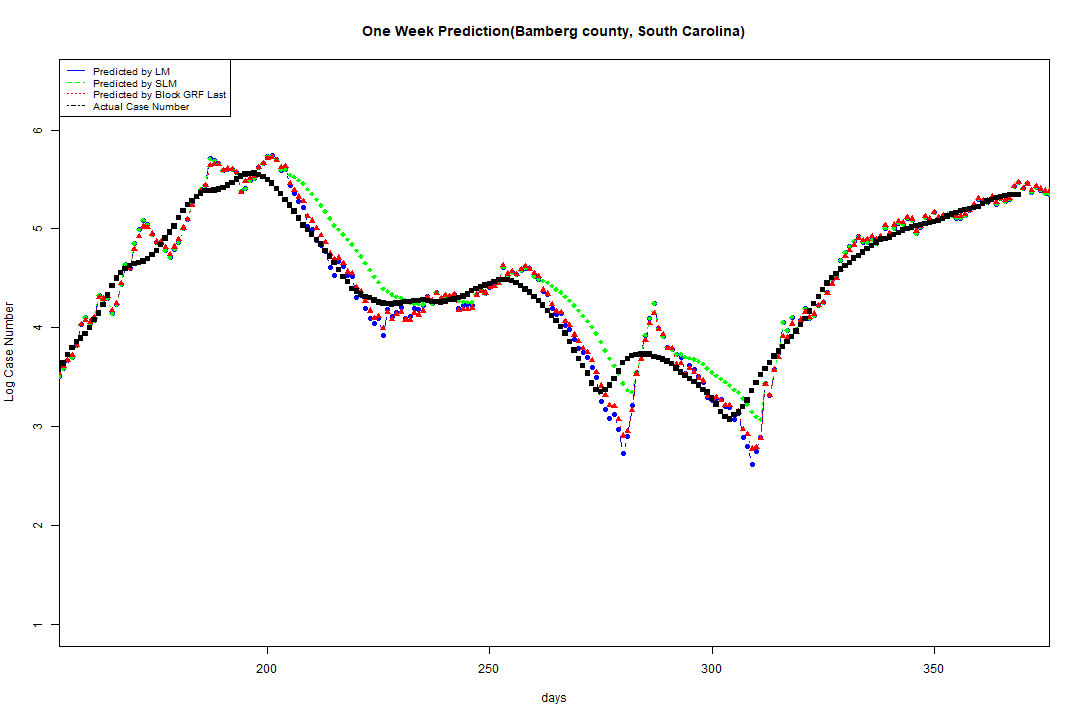 One Week Prediction(Bamberg county, South Carolina)
Predicted by LM
Predicted by SLM
Predicted by Block GRF Last
Actual Case Number
6
5
4
3
2
1
Log Case Number
200 250 300 350
days